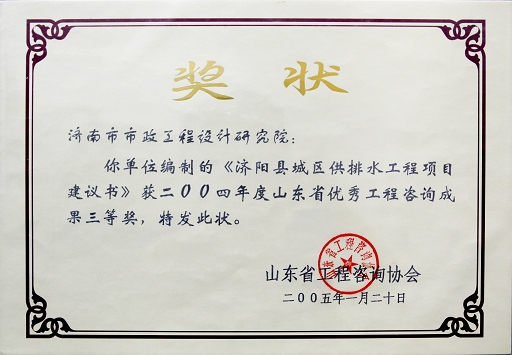 奖 状
济南市市政工程设计研究院：
你单位编制的《济阳县城区供排水工程项目
建议书》获二〇〇四年度山东省优秀工程咨询成
果三等奖，特发此状。
山东省工程咨询协会
二〇〇五年一月二十日